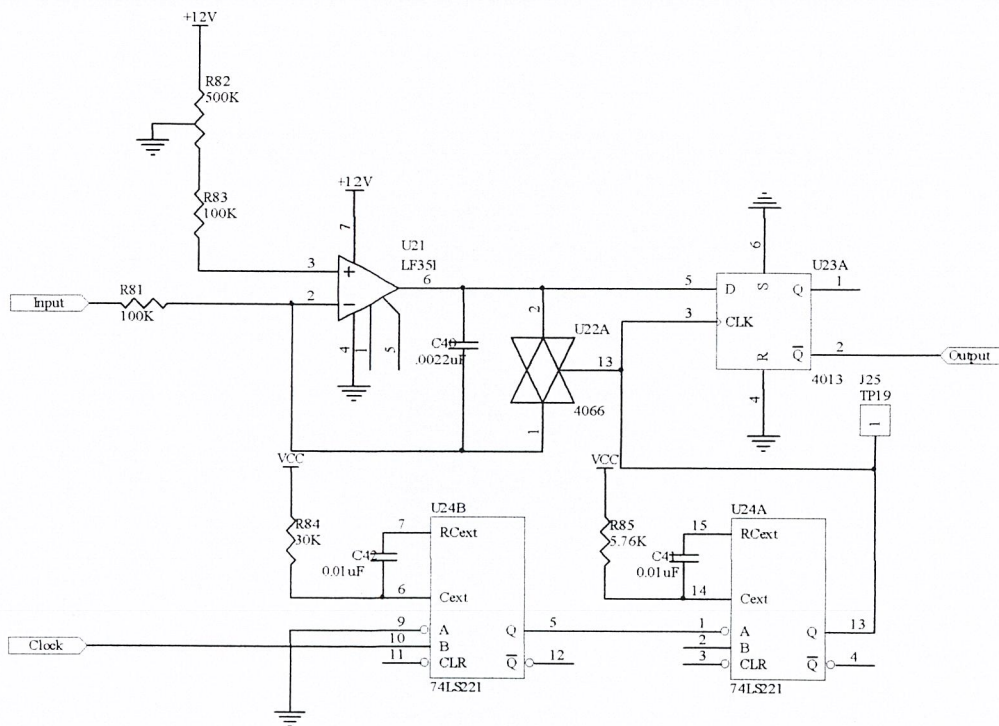 +12V
R82
500K
R83
100K
+12V
7
U21
LF351
3
+
6
2
−
Input
R81
100K
4
1
5
C40
.0022uF
2
U22A
13
1
4066
6
U23A
5
D
S
Q
1
3
CLK
R
Q
2
Output
4013
4
J25
TP19
1
VCC
R84
30K
U24B
7
RCext
C42
0.01uF
6
Cext
9
A
Q
5
Clock
10
B
11
CLR
Q
12
74LS221
VCC
R85
5.76K
U24A
15
RCext
C41
0.01uF
14
Cext
1
A
Q
13
2
B
3
CLR
Q
4
74LS221